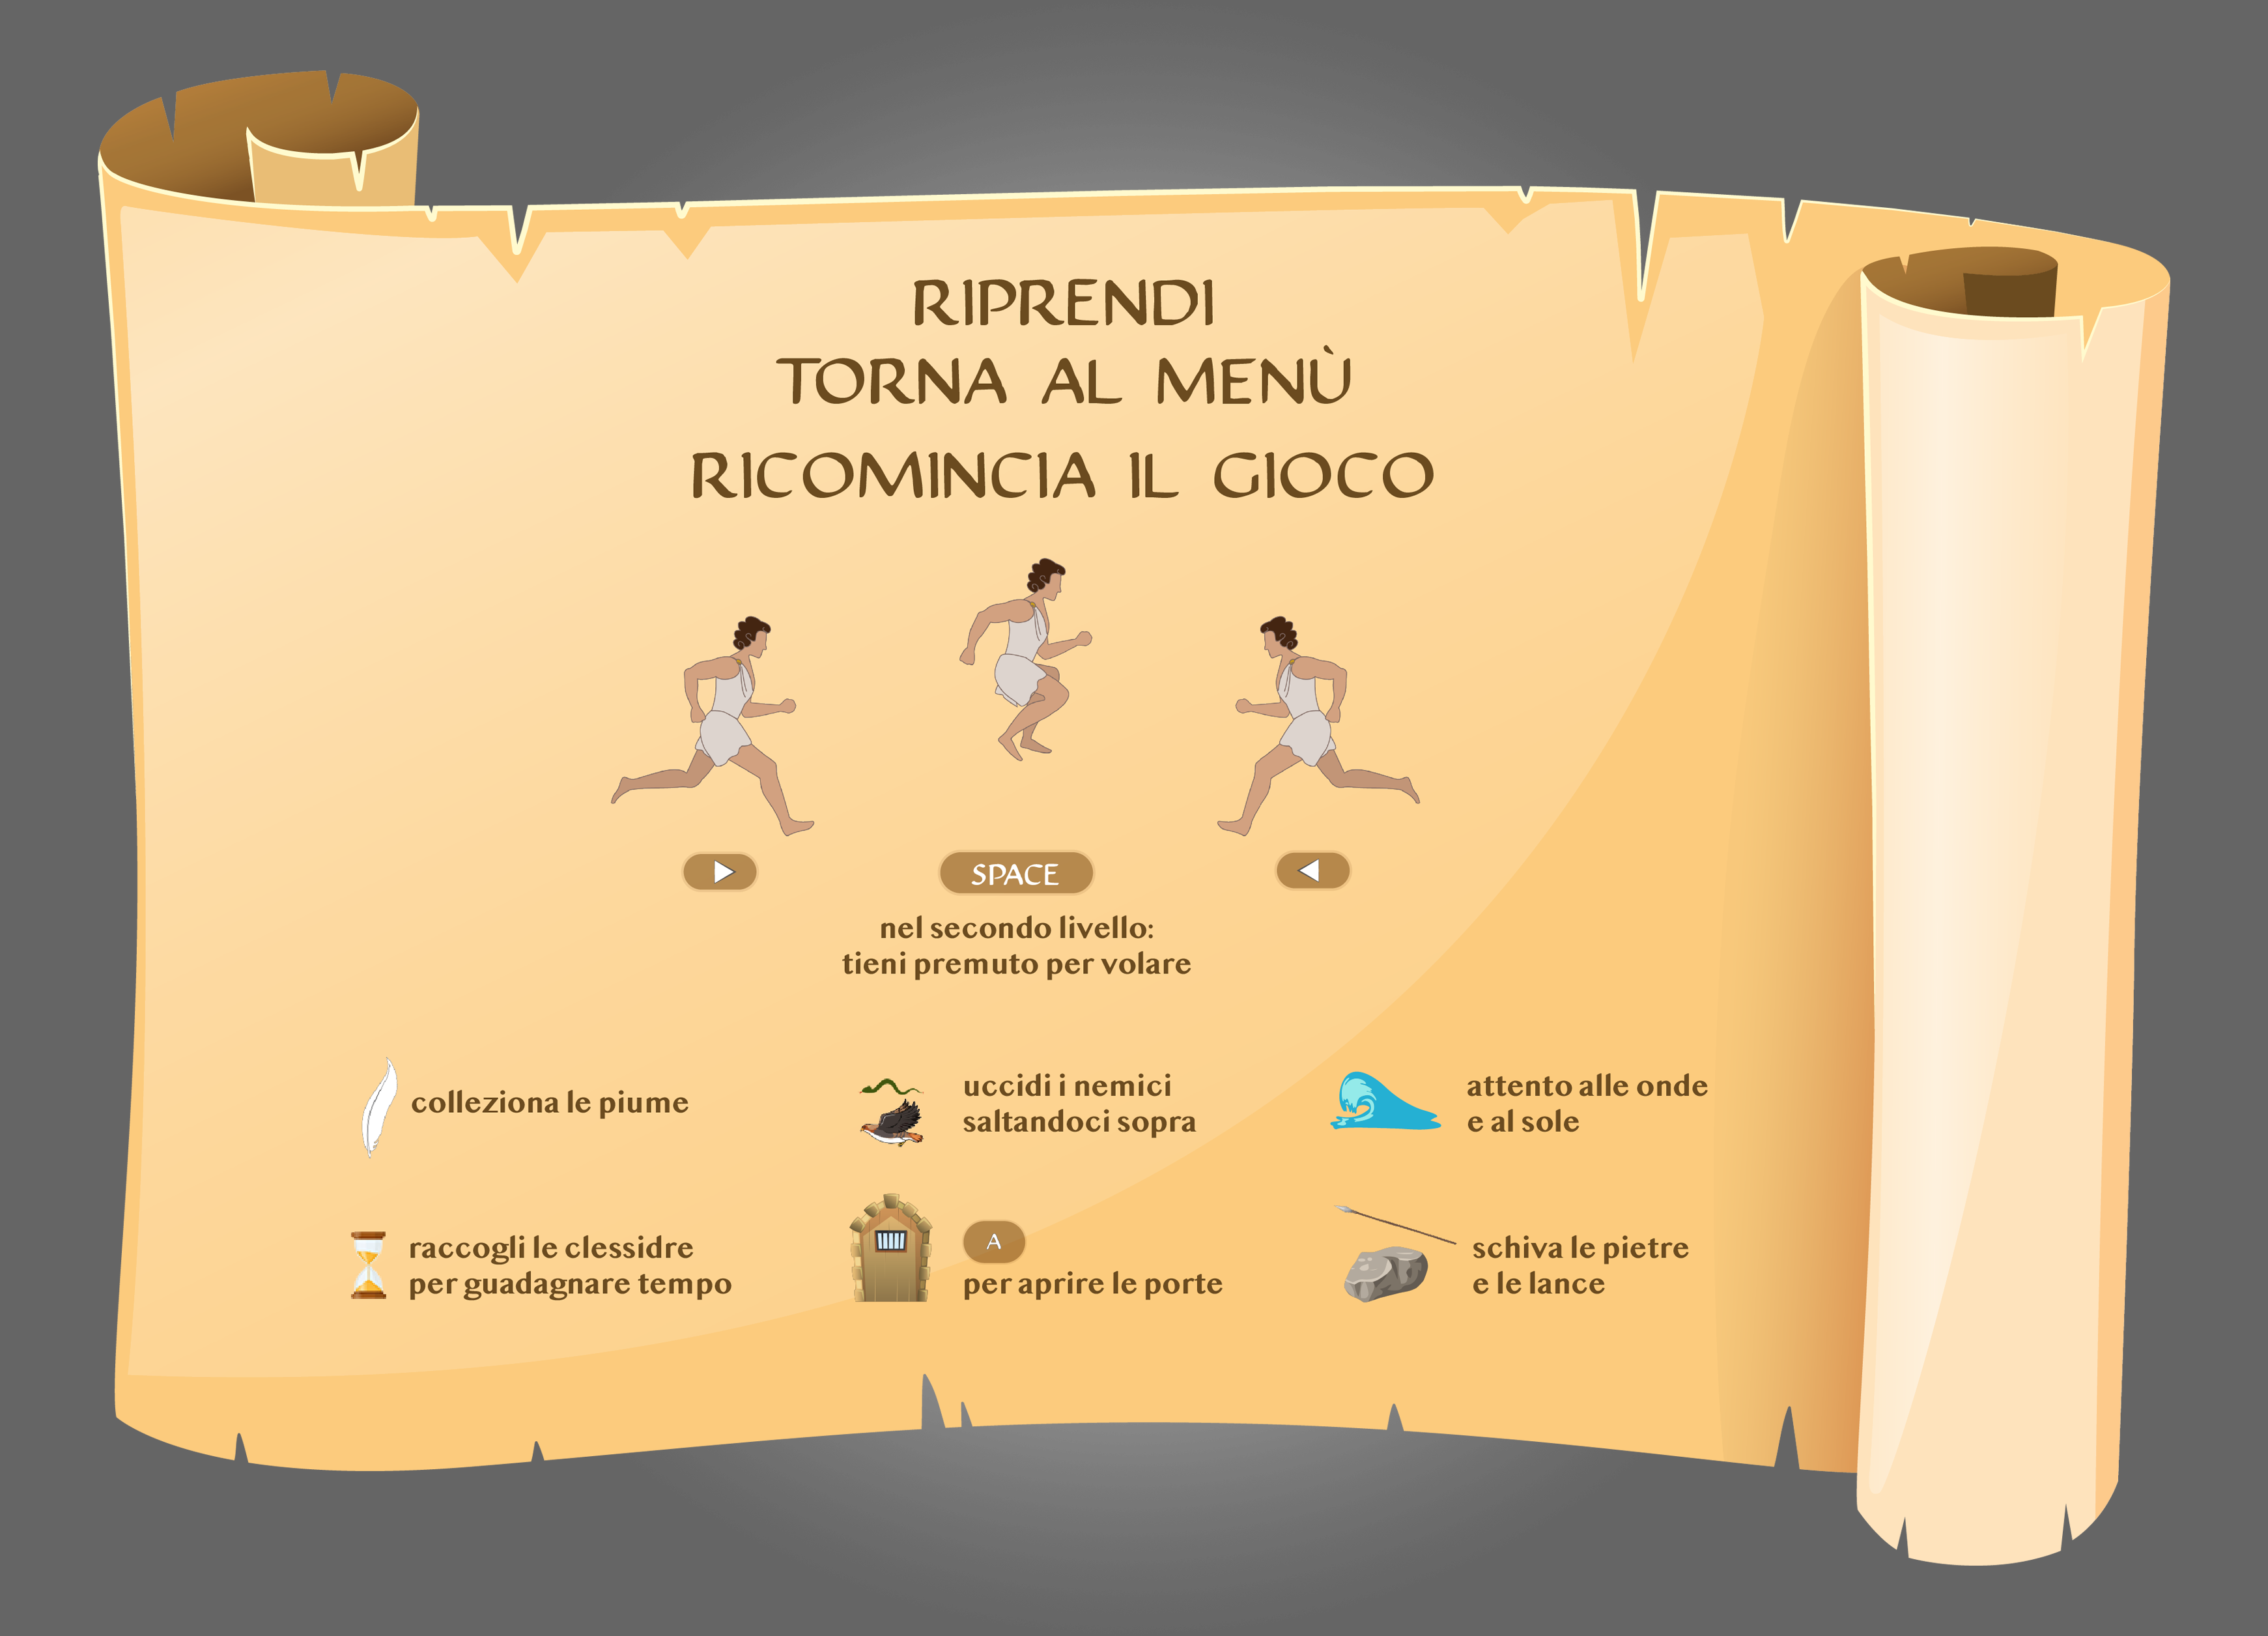 RIPRENDI
TORNA AL MENÙ
RICOMINCIA IL GIOCO
SPACE
nel secondo livello:
tieni premuto per volare
colleziona le piume
uccidi i nemici
saltandoci sopra
attento alle onde
e al sole
raccogli le clessidre
per guadagnare tempo
A
per aprire le porte
schiva le pietre
e le lance